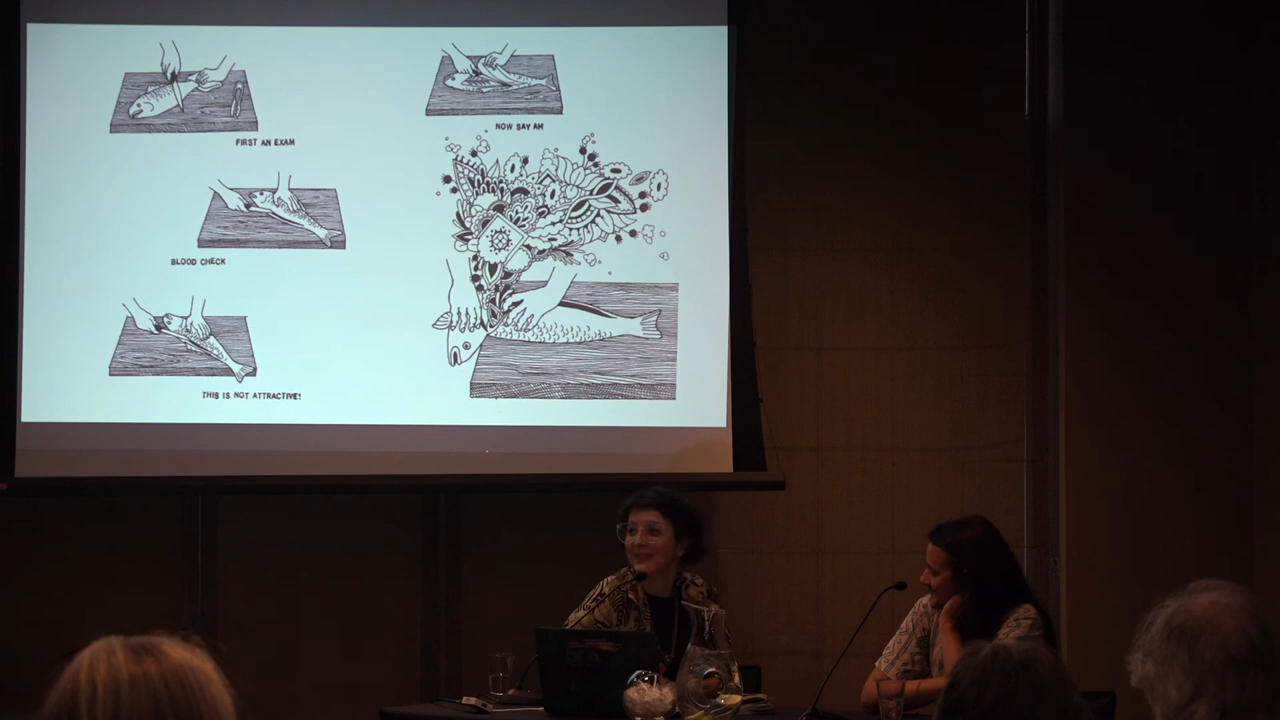 FIRST AN EXAM
BLOOD CHECK
THIS IS NOT ATTRACTIVE!
NOW SAY AH